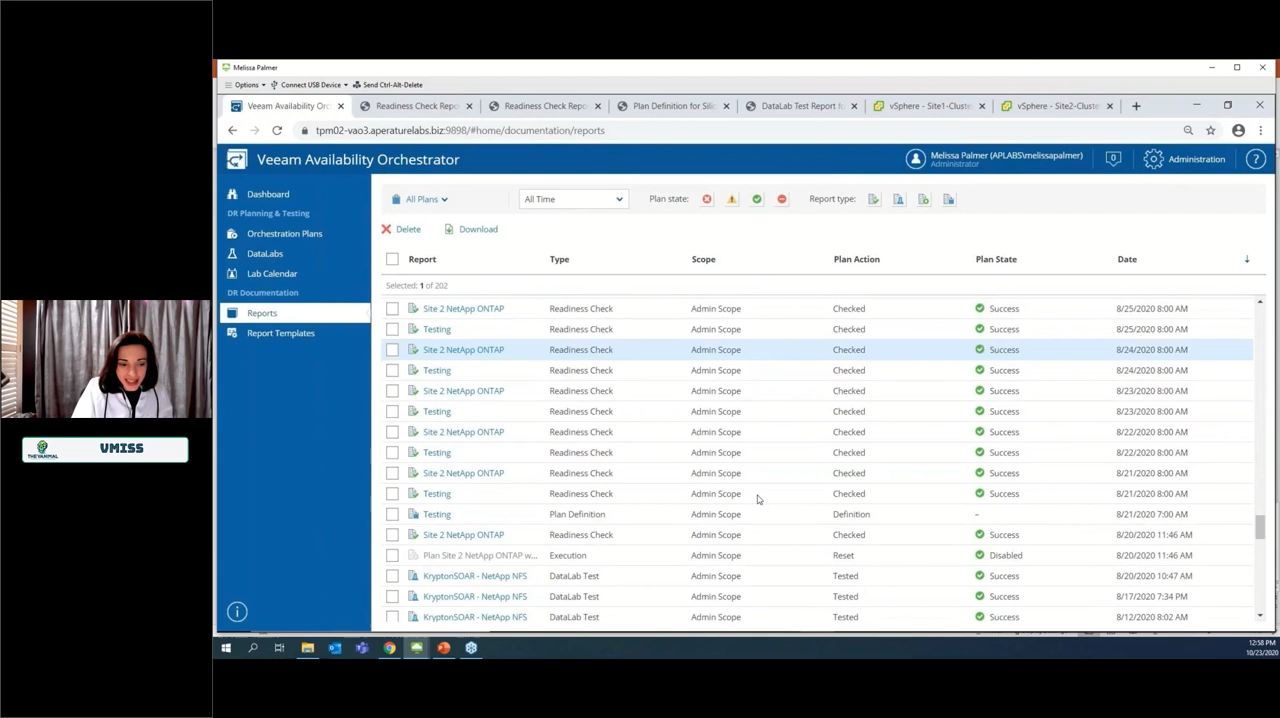 Melissa Palmer
Options Connect USB Device Send Ctrl-Alt-Delete
Veeam Availability Orc Readiness Check Repo Readiness Check Repo Plan Definition for Sili DataLab Test Report fo vSphere - Site1-Cluste vSphere - Site2-Cluste
tpm02-vao3.aperaturelabs.biz:9898/#home/documentation/reports
Veeam Availability Orchestrator
Melissa Palmer (APLABS\melissapalmer)
Administrator
0
Administration
?
Dashboard
DR Planning & Testing
Orchestration Plans
DataLabs
Lab Calendar
DR Documentation
Reports
Report Templates
All Plans All Time Plan state: Report type:
Delete Download
Report Type Scope Plan Action Plan State Date
Selected: 1 of 202
Site 2 NetApp ONTAP Readiness Check Admin Scope Checked Success 8/25/2020 8:00 AM
Testing Readiness Check Admin Scope Checked Success 8/25/2020 8:00 AM
Site 2 NetApp ONTAP Readiness Check Admin Scope Checked Success 8/24/2020 8:00 AM
Testing Readiness Check Admin Scope Checked Success 8/24/2020 8:00 AM
Site 2 NetApp ONTAP Readiness Check Admin Scope Checked Success 8/23/2020 8:00 AM
Testing Readiness Check Admin Scope Checked Success 8/23/2020 8:00 AM
Site 2 NetApp ONTAP Readiness Check Admin Scope Checked Success 8/22/2020 8:00 AM
Testing Readiness Check Admin Scope Checked Success 8/22/2020 8:00 AM
Site 2 NetApp ONTAP Readiness Check Admin Scope Checked Success 8/21/2020 8:00 AM
Testing Readiness Check Admin Scope Checked Success 8/21/2020 8:00 AM
Testing Plan Definition Admin Scope Definition – 8/21/2020 7:00 AM
Site 2 NetApp ONTAP Readiness Check Admin Scope Checked Success 8/20/2020 11:46 AM
Plan Site 2 NetApp ONTAP w... Execution Admin Scope Reset Disabled 8/20/2020 11:46 AM
KryptonSOAR - NetApp NFS DataLab Test Admin Scope Tested Success 8/20/2020 10:47 AM
KryptonSOAR - NetApp NFS DataLab Test Admin Scope Tested Success 8/17/2020 7:34 PM
KryptonSOAR - NetApp NFS DataLab Test Admin Scope Tested Success 8/12/2020 8:02 AM
12:58 PM
10/23/2020
THEVANIMAL
VMISS